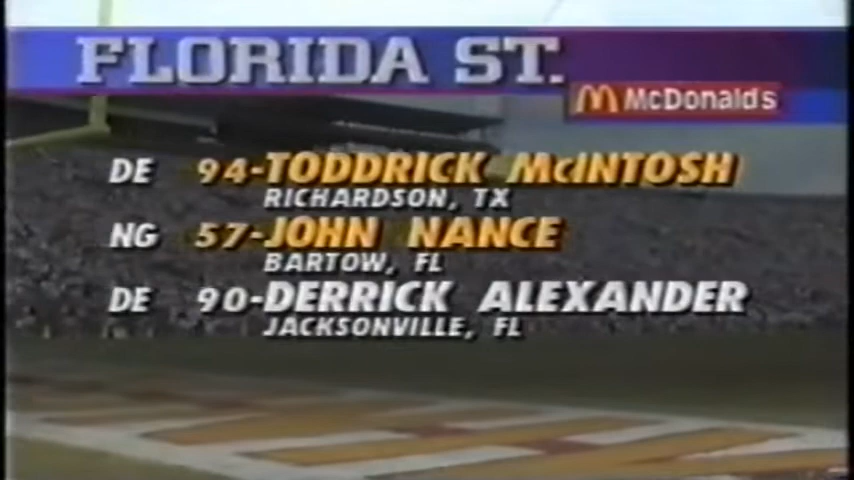 FLORIDA ST.
McDonald's
DE 94-TODDRICK McINTOSH
RICHARDSON, TX
NG 57-JOHN NANCE
BARTOW, FL
DE 90-DERRICK ALEXANDER
JACKSONVILLE, FL